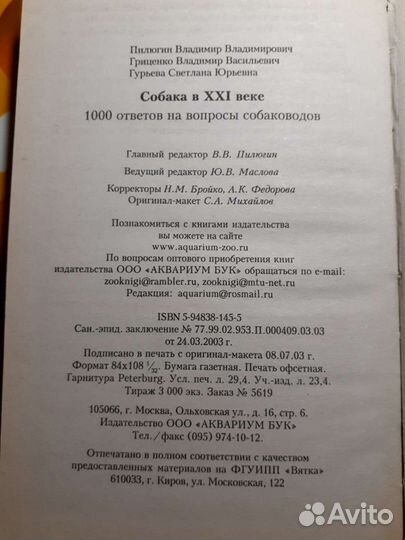 Пилюгин Владимир Владимирович
Гриценко Владимир Васильевич
Гурьева Светлана Юрьевна
Собака в XXI веке
1000 ответов на вопросы собаководов
Главный редактор В.В. Пилюгин
Ведущий редактор Ю.В. Маслова
Корректоры Н.М. Бройко, А.К. Федорова
Оригинал-макет С.А. Михайлов
Познакомиться с книгами издательства
вы можете на сайте
www.aquarium-zoo.ru
По вопросам оптового приобретения книг
издательства ООО «АКВАРИУМ БУК» обращаться по e-mail:
zooknigi@rambler.ru, zooknigi@mtu-net.ru
Редакция: aquarium@rosmail.ru
ISBN 5-94838-145-5
Сан.-эпид. заключение № 77.99.02.953.П.000409.03.03
от 24.03.2003 г.
Подписано в печать с оригинал-макета 08.07.03 г.
Формат 84х108 1/32. Бумага газетная. Печать офсетная.
Гарнитура Peterburg. Усл. печ. л. 29,4. Уч.-изд. л. 23,4.
Тираж 3 000 экз. Заказ № 5619
105066, г. Москва, Ольховская ул., д. 16, стр. 6.
Издательство ООО «АКВАРИУМ БУК»
Тел./факс (095) 974-10-12.
Отпечатано в полном соответствии с качеством
предоставленных материалов на ФГУИПП «Вятка»
610033, г. Киров, ул. Московская, 122
Avito